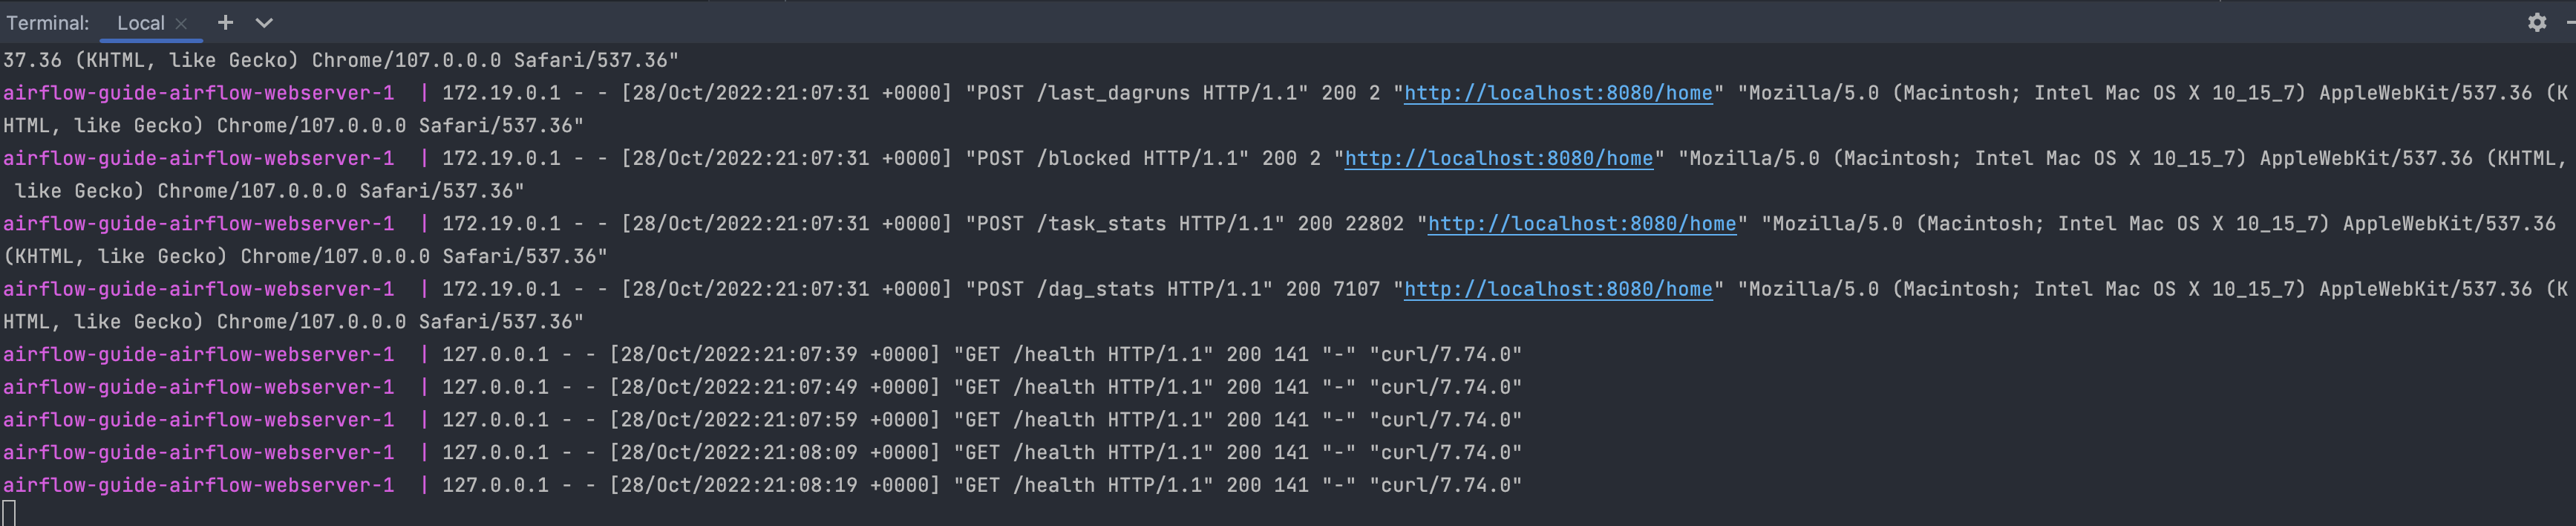 Terminal: Local × + 
37.36 (KHTML, like Gecko) Chrome/107.0.0.0 Safari/537.36"
airflow-guide-airflow-webserver-1 | 172.19.0.1 - - [28/Oct/2022:21:07:31 +0000] "POST /last_dagruns HTTP/1.1" 200 2 "http://localhost:8080/home" "Mozilla/5.0 (Macintosh; Intel Mac OS X 10_15_7) AppleWebKit/537.36 (K
HTML, like Gecko) Chrome/107.0.0.0 Safari/537.36"
airflow-guide-airflow-webserver-1 | 172.19.0.1 - - [28/Oct/2022:21:07:31 +0000] "POST /blocked HTTP/1.1" 200 2 "http://localhost:8080/home" "Mozilla/5.0 (Macintosh; Intel Mac OS X 10_15_7) AppleWebKit/537.36 (KHTML,
like Gecko) Chrome/107.0.0.0 Safari/537.36"
airflow-guide-airflow-webserver-1 | 172.19.0.1 - - [28/Oct/2022:21:07:31 +0000] "POST /task_stats HTTP/1.1" 200 22802 "http://localhost:8080/home" "Mozilla/5.0 (Macintosh; Intel Mac OS X 10_15_7) AppleWebKit/537.36
(KHTML, like Gecko) Chrome/107.0.0.0 Safari/537.36"
airflow-guide-airflow-webserver-1 | 172.19.0.1 - - [28/Oct/2022:21:07:31 +0000] "POST /dag_stats HTTP/1.1" 200 7107 "http://localhost:8080/home" "Mozilla/5.0 (Macintosh; Intel Mac OS X 10_15_7) AppleWebKit/537.36 (K
HTML, like Gecko) Chrome/107.0.0.0 Safari/537.36"
airflow-guide-airflow-webserver-1 | 127.0.0.1 - - [28/Oct/2022:21:07:39 +0000] "GET /health HTTP/1.1" 200 141 "-" "curl/7.74.0"
airflow-guide-airflow-webserver-1 | 127.0.0.1 - - [28/Oct/2022:21:07:49 +0000] "GET /health HTTP/1.1" 200 141 "-" "curl/7.74.0"
airflow-guide-airflow-webserver-1 | 127.0.0.1 - - [28/Oct/2022:21:07:59 +0000] "GET /health HTTP/1.1" 200 141 "-" "curl/7.74.0"
airflow-guide-airflow-webserver-1 | 127.0.0.1 - - [28/Oct/2022:21:08:09 +0000] "GET /health HTTP/1.1" 200 141 "-" "curl/7.74.0"
airflow-guide-airflow-webserver-1 | 127.0.0.1 - - [28/Oct/2022:21:08:19 +0000] "GET /health HTTP/1.1" 200 141 "-" "curl/7.74.0"